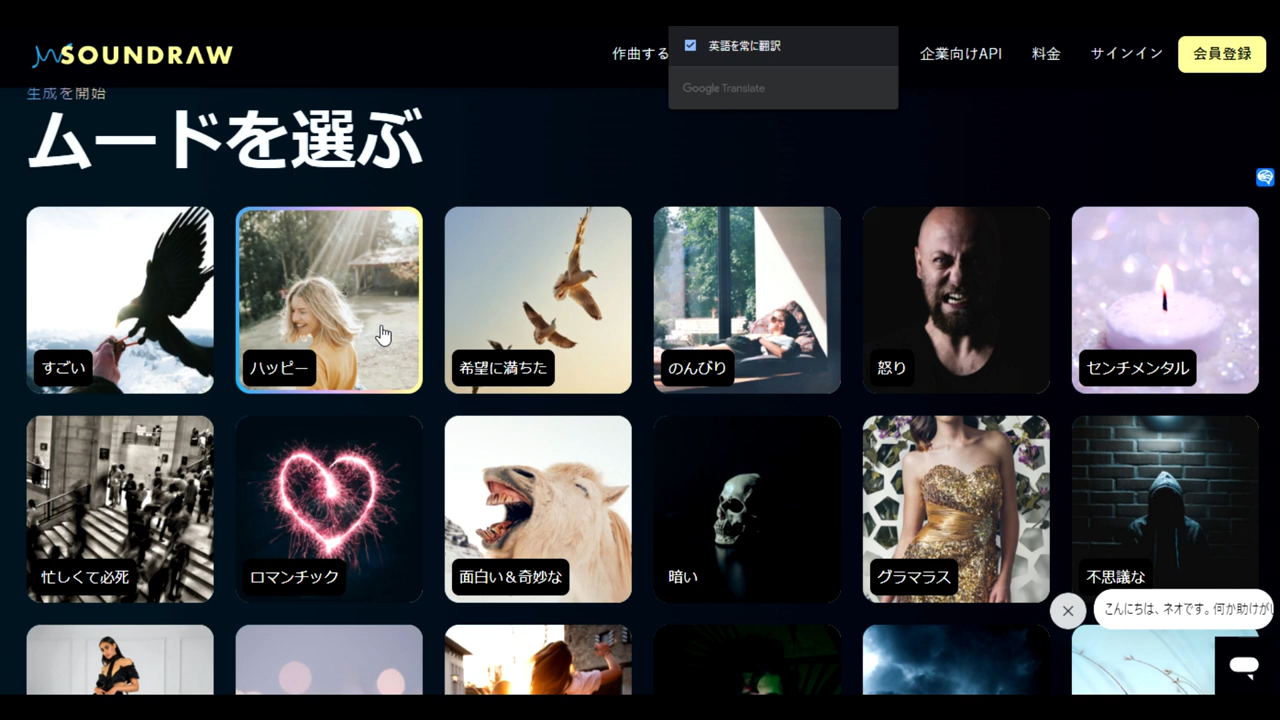 SOUNDRAW
作曲する
英語を常に翻訳
Google Translate
企業向けAPI
料金
サインイン
会員登録
生成を開始
ムードを選ぶ
すごい
ハッピー
希望に満ちた
のんびり
怒り
センチメンタル
忙しくて必死
ロマンチック
面白い＆奇妙な
暗い
グラマラス
不思議な
こんにちは、ネオです。何か助けが